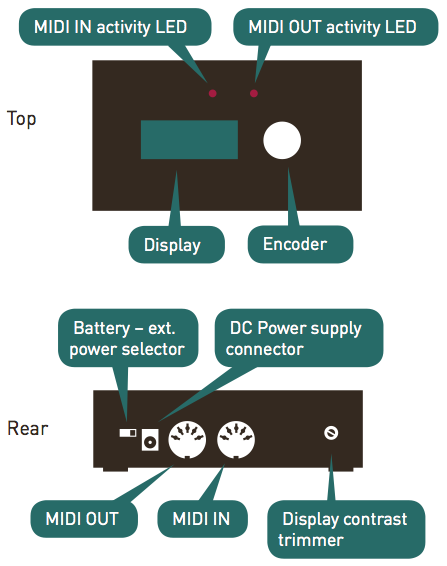 MIDI IN activity LED
MIDI OUT activity LED
Top
Display
Encoder
Battery – ext.
power selector
DC Power supply
connector
Rear
MIDI OUT
MIDI IN
Display contrast
trimmer